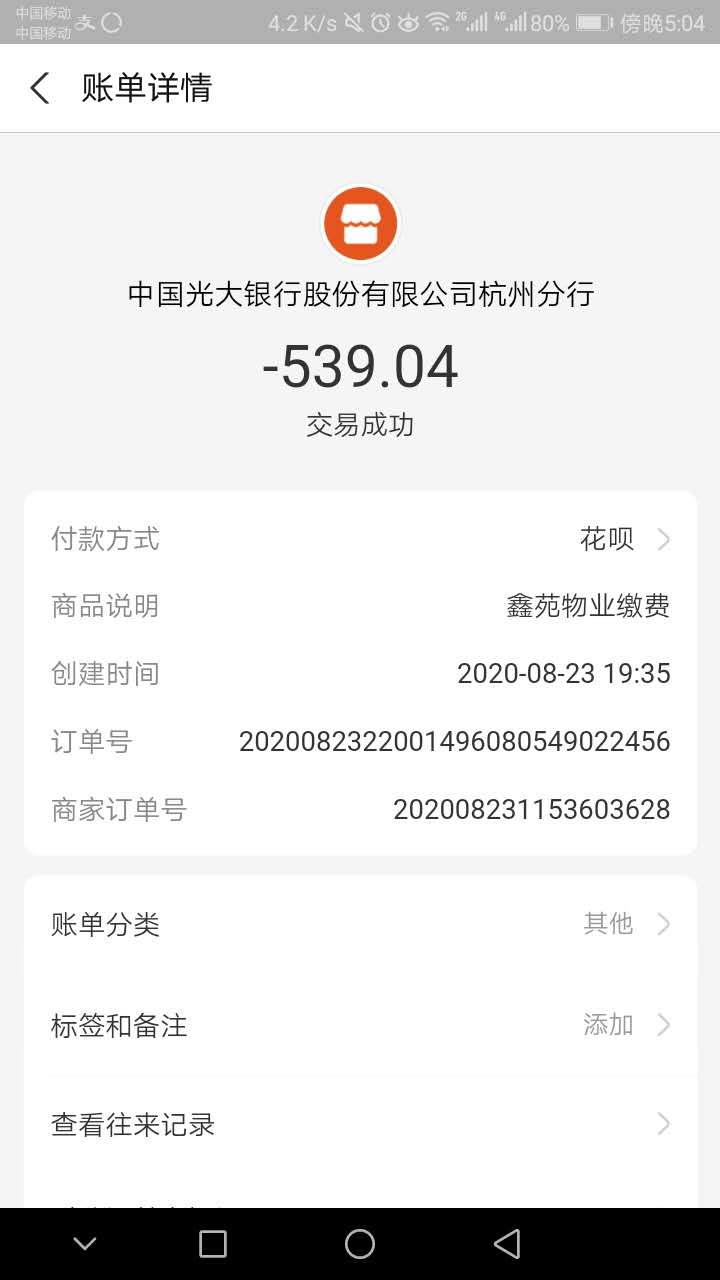 中国移动
中国移动
4.2 K/s 2G 4G 80% 傍晚5:04
账单详情
中国光大银行股份有限公司杭州分行
-539.04
交易成功
付款方式 花呗
商品说明 鑫苑物业缴费
创建时间 2020-08-23 19:35
订单号 2020082322001496080549022456
商家订单号 202008231153603628
账单分类 其他
标签和备注 添加
查看往来记录